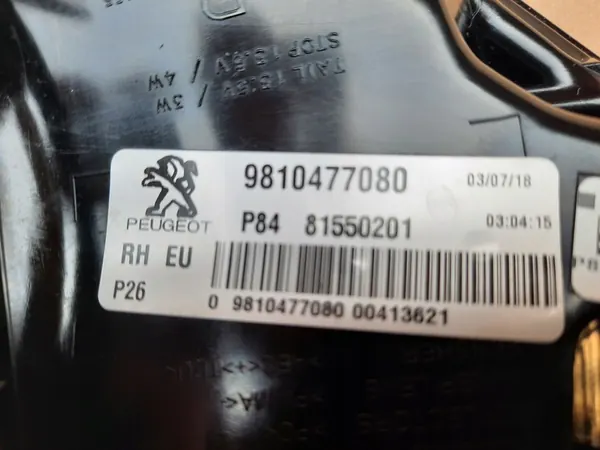 TAIL 13.5V / 3W
STOP 13.5V / 4W
9810477080 03/07/18
PEUGEOT P84 81550201 03:04:15
RH EU
P26
0 9810477080 00413621